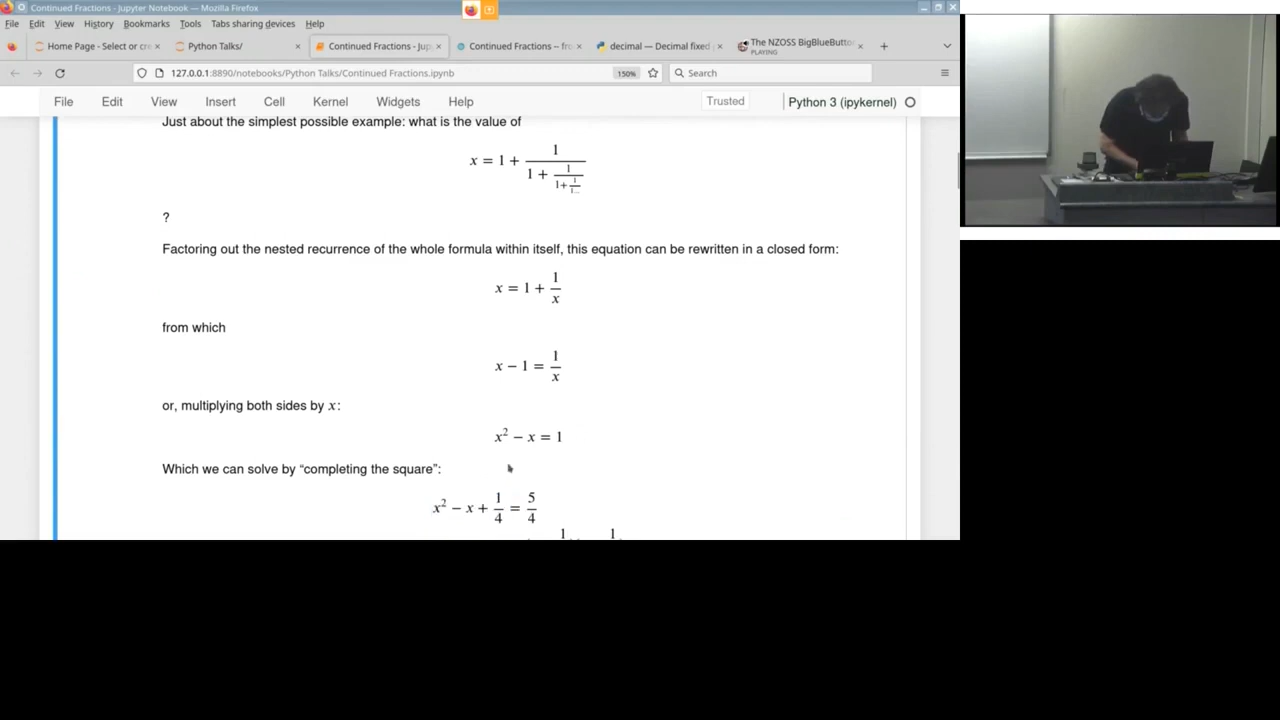 Continued Fractions - Jupyter Notebook — Mozilla Firefox
File Edit View History Bookmarks Tools Tabs sharing devices Help
Home Page - Select or cre Python Talks/ Continued Fractions - Jup Continued Fractions -- fro decimal — Decimal fixed The NZOSS BigBlueButto
PLAYING
127.0.0.1:8890/notebooks/Python Talks/Continued Fractions.ipynb 150% Search
File Edit View Insert Cell Kernel Widgets Help Trusted Python 3 (ipykernel)
Just about the simplest possible example: what is the value of
x = 1 + 1/(1 + 1/(1+1/1...))
?
Factoring out the nested recurrence of the whole formula within itself, this equation can be rewritten in a closed form:
x = 1 + 1/x
from which
x − 1 = 1/x
or, multiplying both sides by x:
x² − x = 1
Which we can solve by “completing the square”:
x² − x + 1/4 = 5/4
1 1